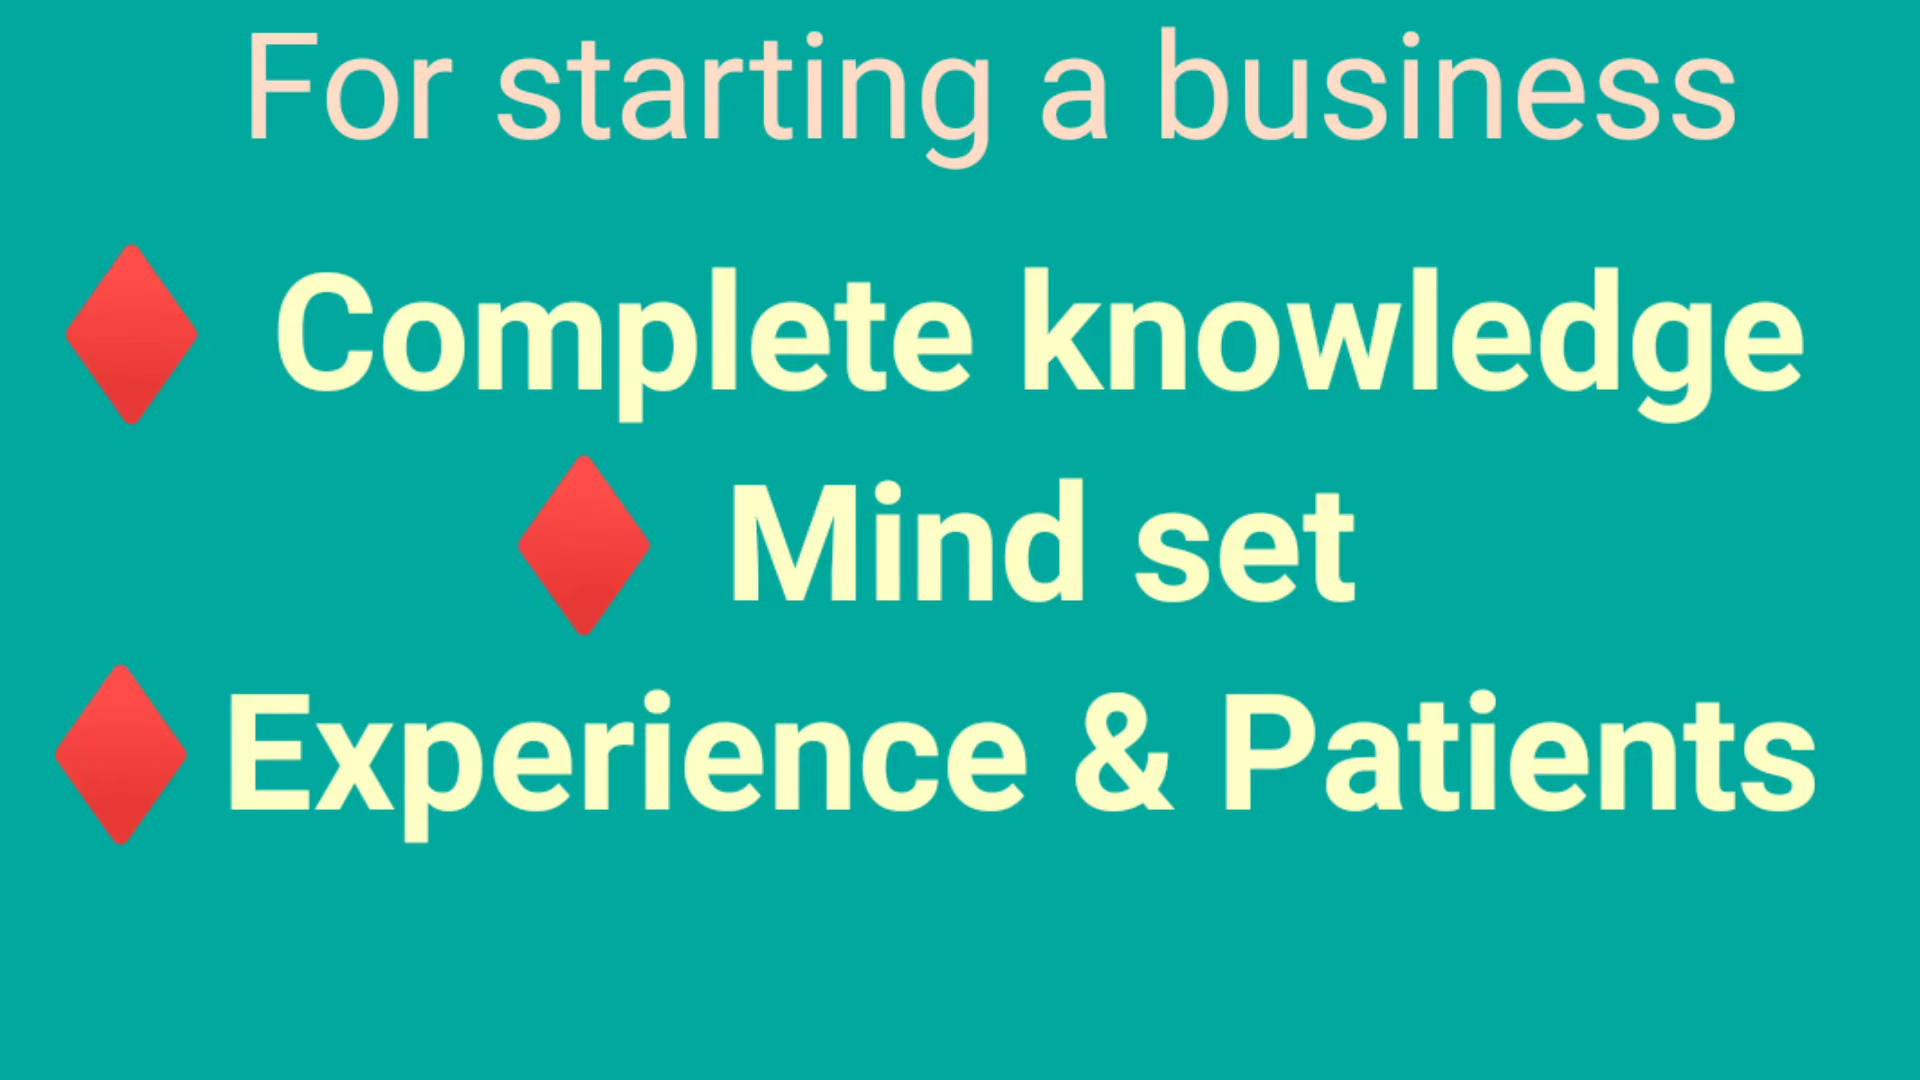 For starting a business
♦ Complete knowledge
♦ Mind set
♦ Experience & Patients